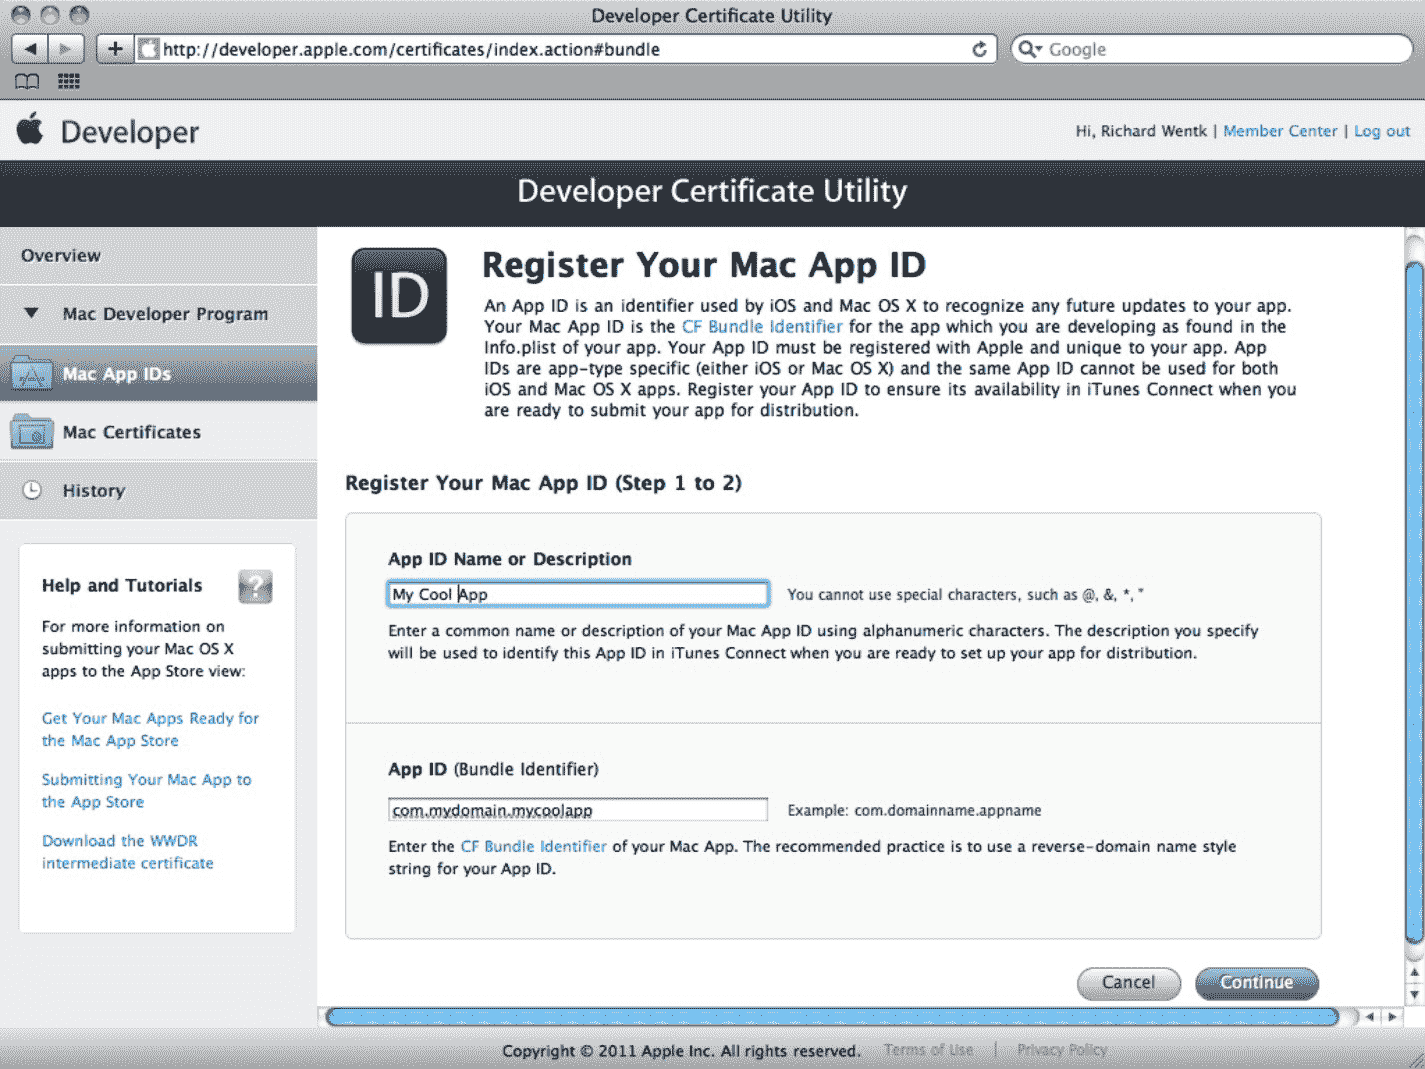 Developer Certificate Utility
http://developer.apple.com/certificates/index.action#bundle
Google
Developer
Hi, Richard Wentk | Member Center | Log out
Developer Certificate Utility
Overview
Mac Developer Program
Mac App IDs
Mac Certificates
History
Help and Tutorials
?
For more information on
submitting your Mac OS X
apps to the App Store view:
Get Your Mac Apps Ready for
the Mac App Store
Submitting Your Mac App to
the App Store
Download the WWDR
intermediate certificate
ID
Register Your Mac App ID
An App ID is an identifier used by iOS and Mac OS X to recognize any future updates to your app.
Your Mac App ID is the CF Bundle Identifier for the app which you are developing as found in the
Info.plist of your app. Your App ID must be registered with Apple and unique to your app. App
IDs are app-type specific (either iOS or Mac OS X) and the same App ID cannot be used for both
iOS and Mac OS X apps. Register your App ID to ensure its availability in iTunes Connect when you
are ready to submit your app for distribution.
Register Your Mac App ID (Step 1 to 2)
App ID Name or Description
My Cool App
You cannot use special characters, such as @, &, *, "
Enter a common name or description of your Mac App ID using alphanumeric characters. The description you specify
will be used to identify this App ID in iTunes Connect when you are ready to set up your app for distribution.
App ID (Bundle Identifier)
com.mydomain.mycoolapp
Example: com.domainname.appname
Enter the CF Bundle Identifier of your Mac App. The recommended practice is to use a reverse-domain name style
string for your App ID.
Cancel
Continue
Copyright © 2011 Apple Inc. All rights reserved. Terms of Use | Privacy Policy